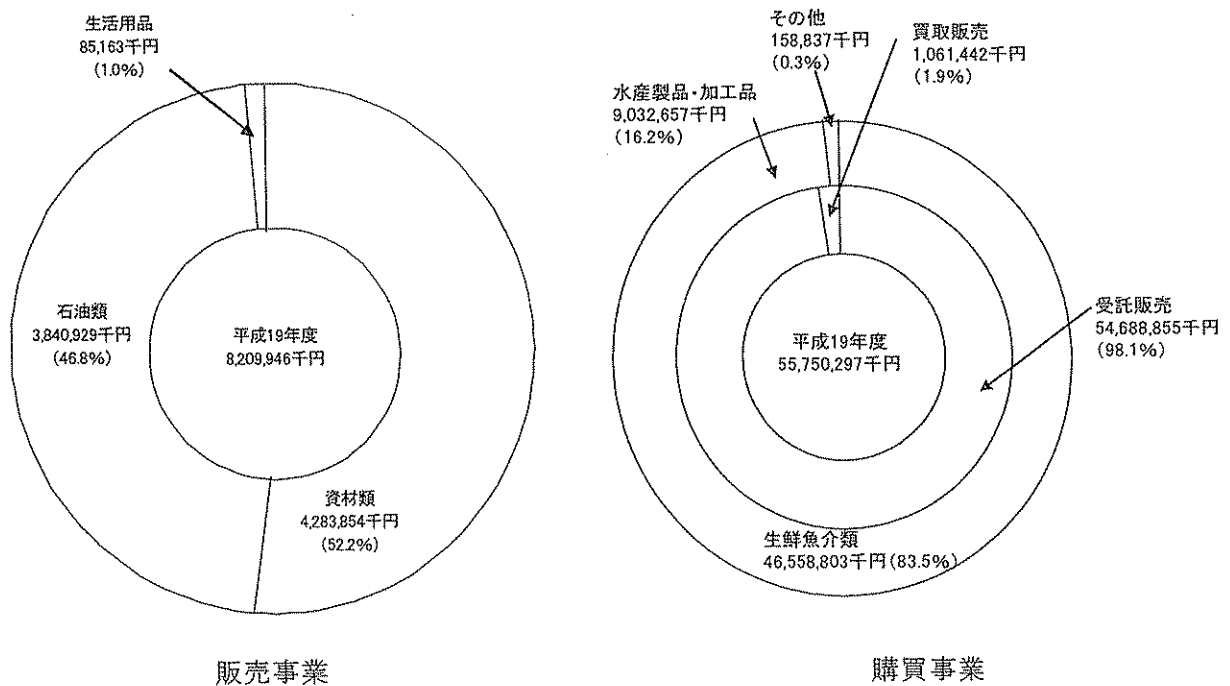 生活用品
85,163千円
(1.0%)
石油類
3,840,929千円
(46.8%)
平成19年度
8,209,946千円
資材類
4,283,854千円
(52.2%)
販売事業
その他
158,837千円
(0.3%)
買取販売
1,061,442千円
(1.9%)
水産製品・加工品
9,032,657千円
(16.2%)
平成19年度
55,750,297千円
受託販売
54,688,855千円
(98.1%)
生鮮魚介類
46,558,803千円(83.5%)
購買事業